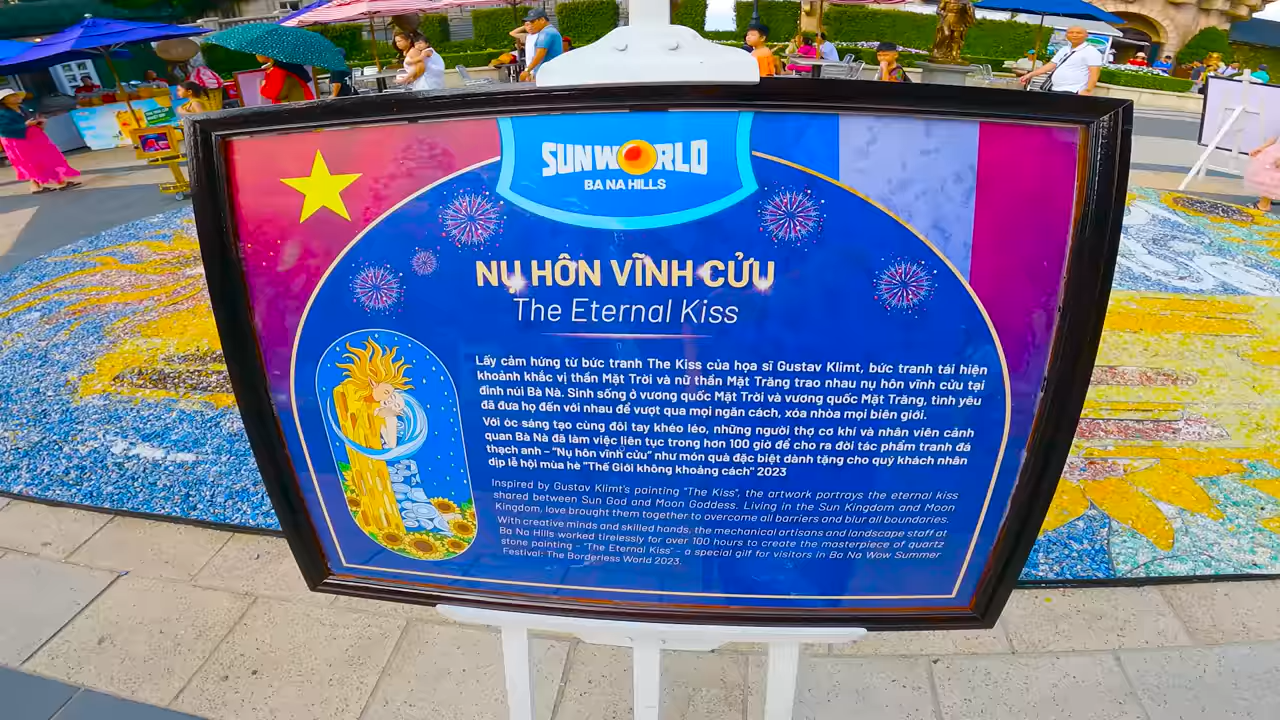 SUNWORLD
BA NA HILLS
NỤ HÔN VĨNH CỬU
The Eternal Kiss
Lấy cảm hứng từ bức tranh The Kiss của họa sĩ Gustav Klimt, bức tranh tái hiện
khoảnh khắc vị thần Mặt Trời và nữ thần Mặt Trăng trao nhau nụ hôn vĩnh cửu tại
đỉnh núi Bà Nà. Sinh sống ở vương quốc Mặt Trời và vương quốc Mặt Trăng, tình yêu
đã đưa họ đến với nhau để vượt qua mọi ngăn cách, xóa nhòa mọi biên giới.
Với óc sáng tạo cùng đôi tay khéo léo, những người thợ cơ khí và nhân viên cảnh
quan Bà Nà đã làm việc liên tục trong hơn 100 giờ để cho ra đời tác phẩm tranh đá
thạch anh – "Nụ hôn vĩnh cửu" như món quà đặc biệt dành tặng cho quý khách nhân
dịp lễ hội mùa hè "Thế Giới không khoảng cách" 2023
Inspired by Gustav Klimt's painting "The Kiss", the artwork portrays the eternal kiss
shared between Sun God and Moon Goddess. Living in the Sun Kingdom and Moon
Kingdom, love brought them together to overcome all barriers and blur all boundaries.
With creative minds and skilled hands, the mechanical artisans and landscape staff at
Ba Na Hills worked tirelessly for over 100 hours to create the masterpiece of quartz
stone painting - "The Eternal Kiss" - a special gilf for visitors in Ba Na Wow Summer
Festival: The Borderless World 2023.